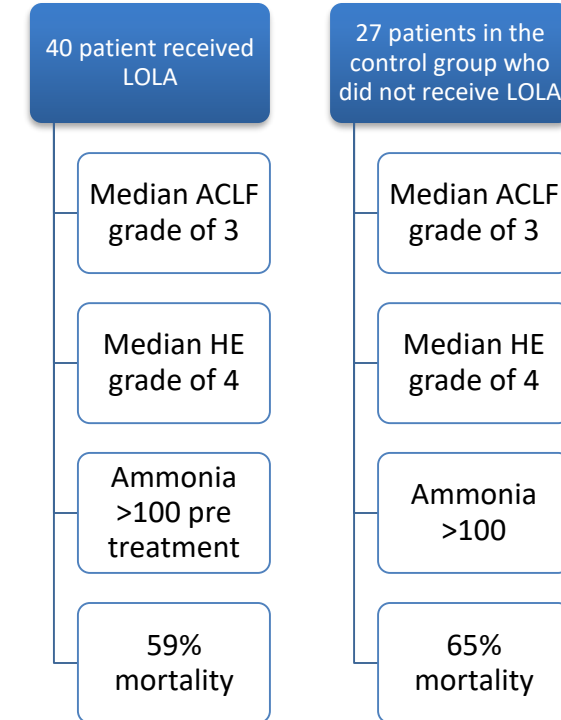 40 patient received
LOLA
Median ACLF
grade of 3
Median HE
grade of 4
Ammonia
>100 pre
treatment
59%
mortality
27 patients in the
control group who
did not receive LOLA
Median ACLF
grade of 3
Median HE
grade of 4
Ammonia
>100
65%
mortality